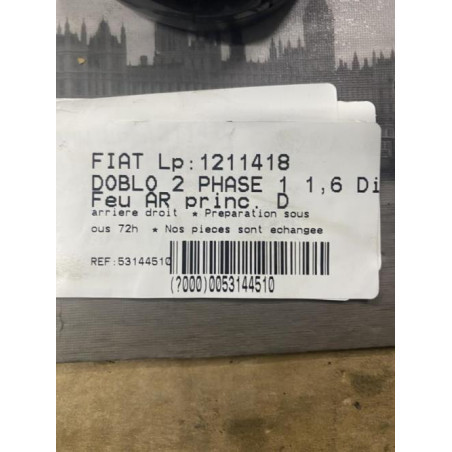 FIAT Lp:1211418
DOBLO 2 PHASE 1 1,6 Di
Feu AR princ. D
arriere droit * Preparation sous
ous 72h * Nos pieces sont echangee
REF:53144510
(?000)0053144510